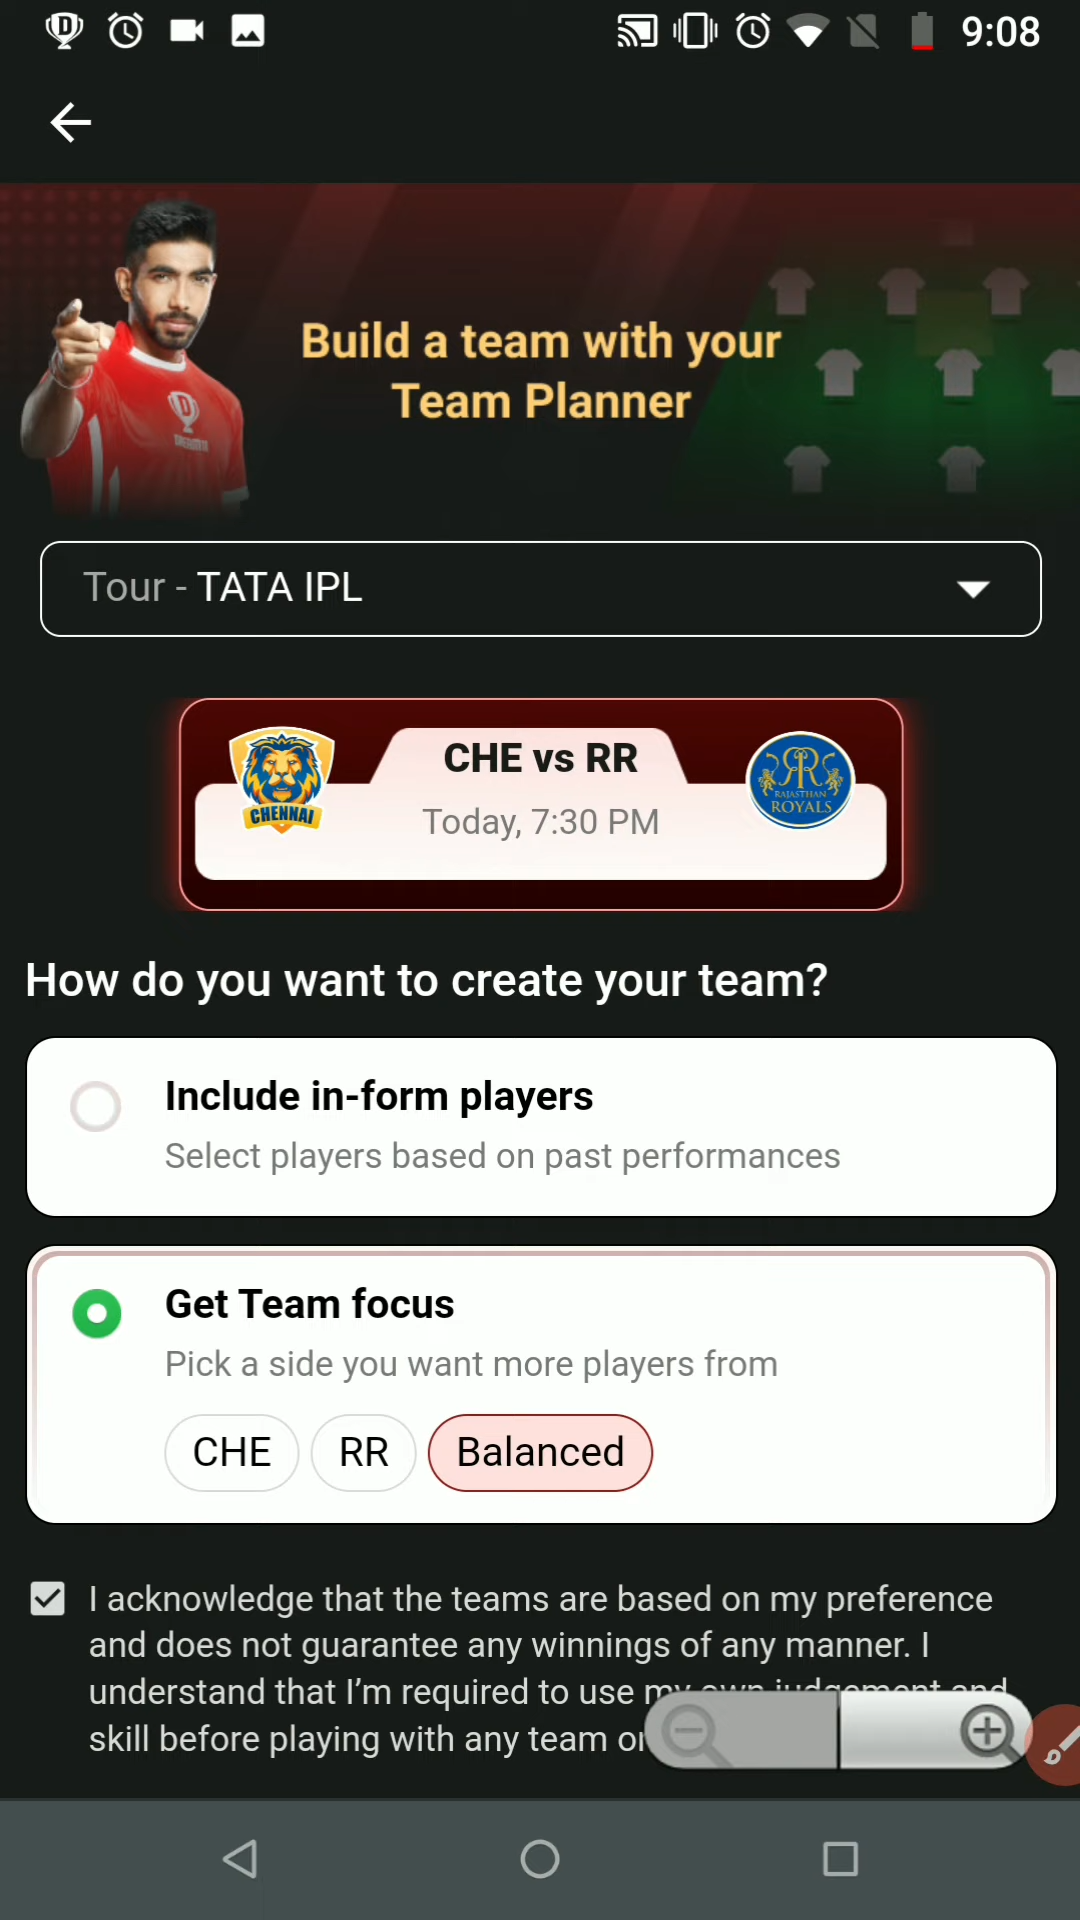 9:08
Build a team with your
Team Planner
Tour - TATA IPL
CHE vs RR
Today, 7:30 PM
CHENNAI
RAJASTHAN
ROYALS
How do you want to create your team?
Include in-form players
Select players based on past performances
Get Team focus
Pick a side you want more players from
CHE RR Balanced
I acknowledge that the teams are based on my preference
and does not guarantee any winnings of any manner. I
understand that I'm required to use my own judgement and
skill before playing with any team